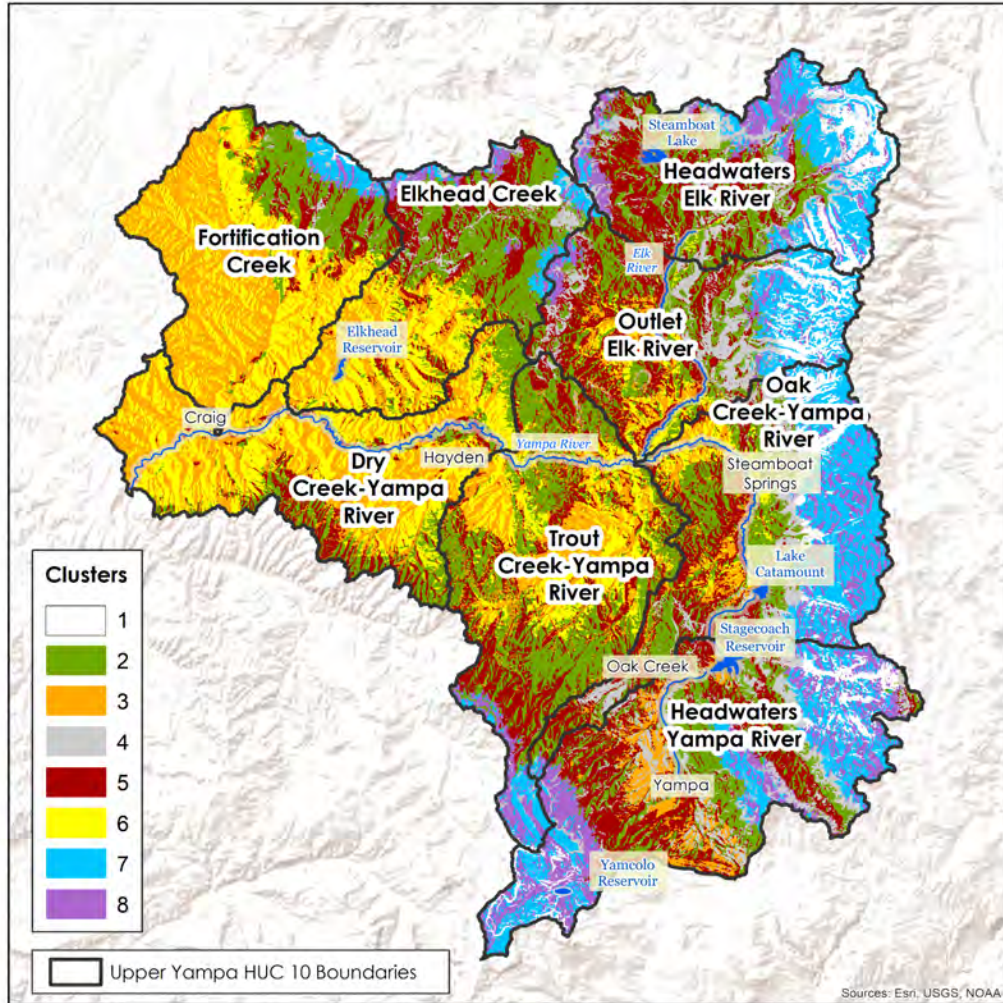 Steamboat
Lake
Headwaters
Elk River
Elkhead Creek
Fortification
Creek
Elk
River
Elkhead
Reservoir
Outlet
Elk River
Oak
Creek-Yampa
River
Craig
Hayden
Yampa River
Dry
Creek-Yampa
River
Steamboat
Springs
Trout
Creek-Yampa
River
Lake
Catamount
Stagecoach
Reservoir
Oak Creek
Headwaters
Yampa River
Yampa
Yamcolo
Reservoir
Clusters
1
2
3
4
5
6
7
8
Upper Yampa HUC 10 Boundaries
Sources: Esri, USGS, NOAA